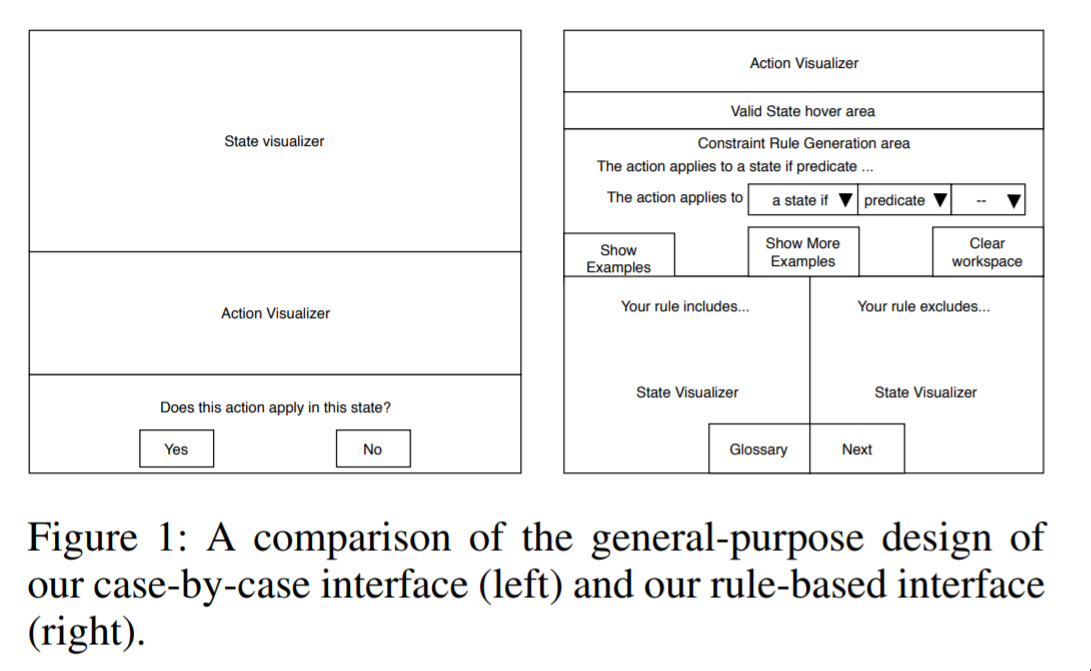 State visualizer
Action Visualizer
Does this action apply in this state?
Yes No
Action Visualizer
Valid State hover area
Constraint Rule Generation area
The action applies to a state if predicate ...
The action applies to a state if ▼ predicate ▼ -- ▼
Show
Examples
Show More
Examples
Clear
workspace
Your rule includes...
Your rule excludes...
State Visualizer
State Visualizer
Glossary
Next
Figure 1: A comparison of the general-purpose design of
our case-by-case interface (left) and our rule-based interface
(right).